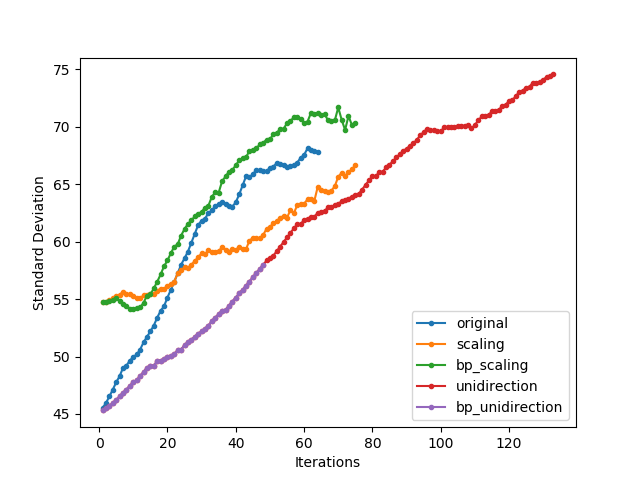 75
70
65
60
55
50
45
Standard Deviation
0
20
40
60
80
100
120
Iterations
original
scaling
bp_scaling
unidirection
bp_unidirection